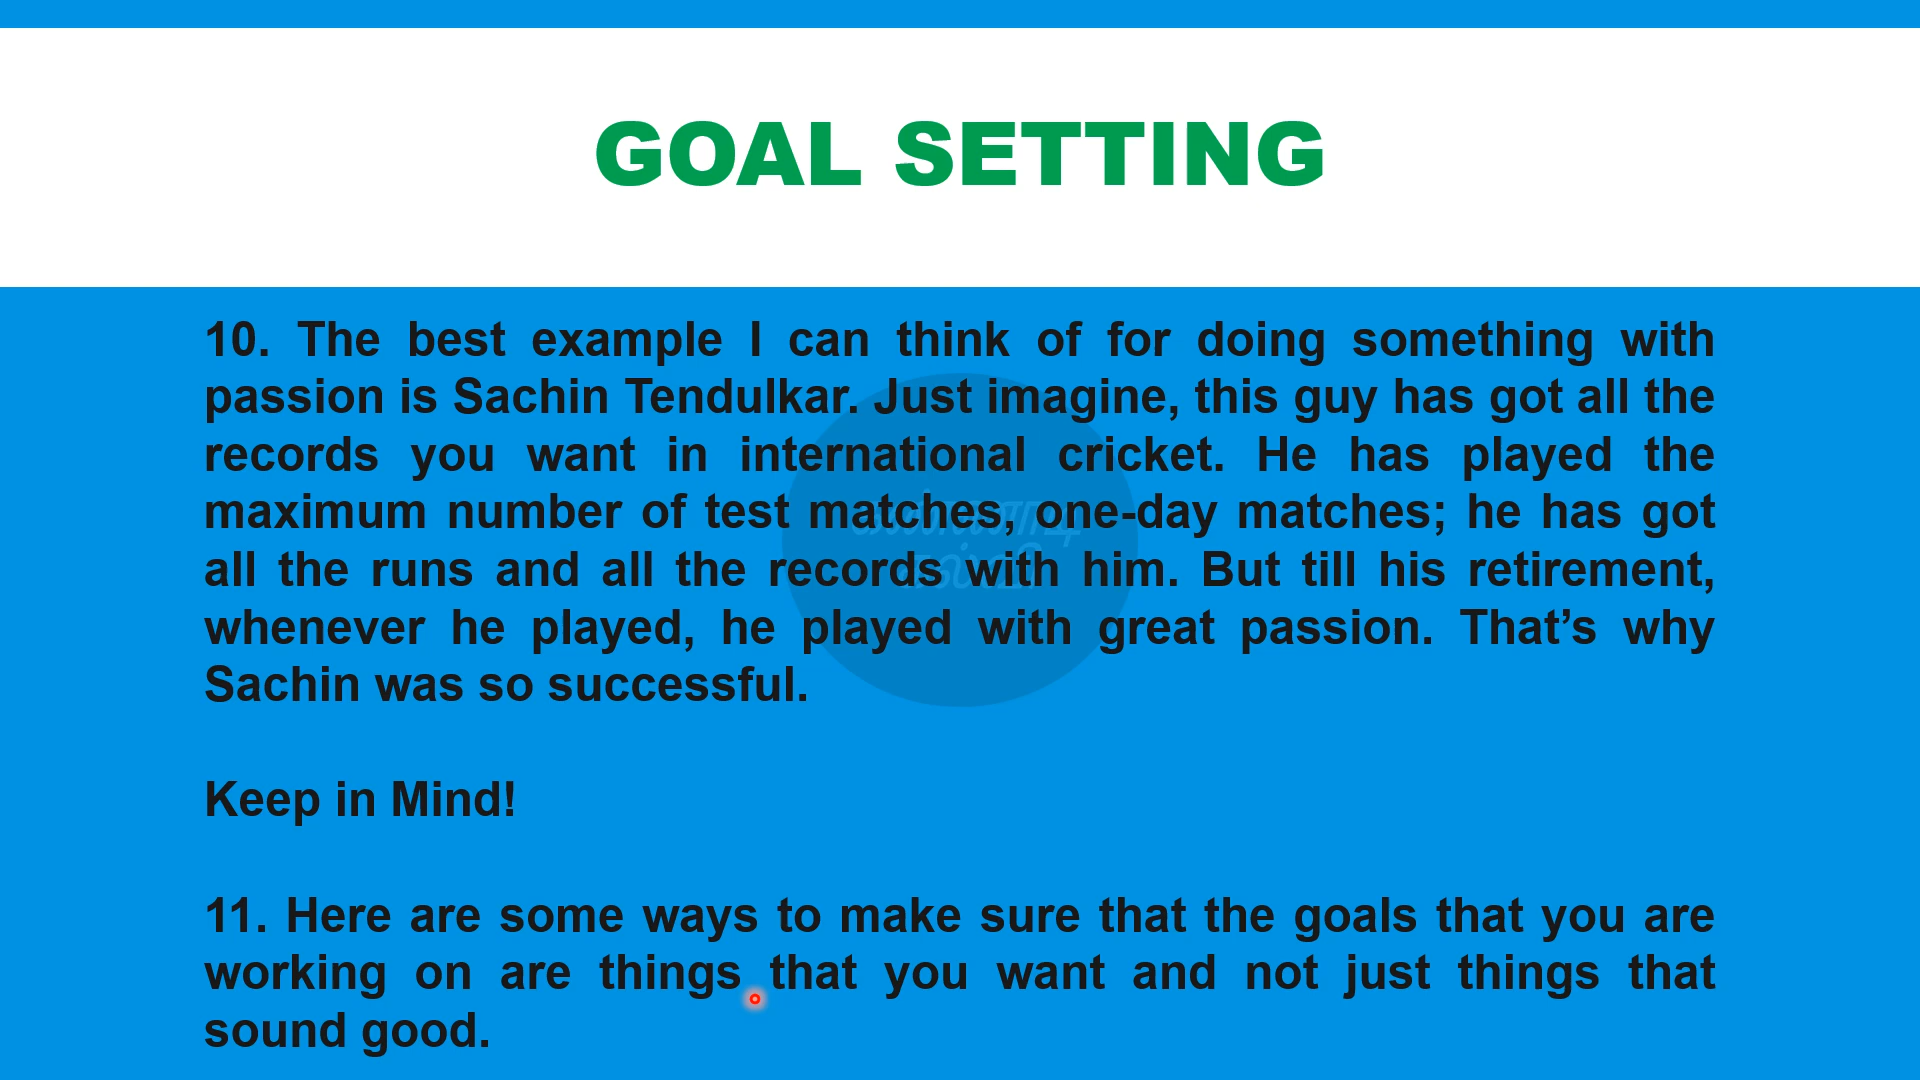 GOAL SETTING
10. The best example I can think of for doing something with
passion is Sachin Tendulkar. Just imagine, this guy has got all the
records you want in international cricket. He has played the
maximum number of test matches, one-day matches; he has got
all the runs and all the records with him. But till his retirement,
whenever he played, he played with great passion. That’s why
Sachin was so successful.
Keep in Mind!
11. Here are some ways to make sure that the goals that you are
working on are things that you want and not just things that
sound good.